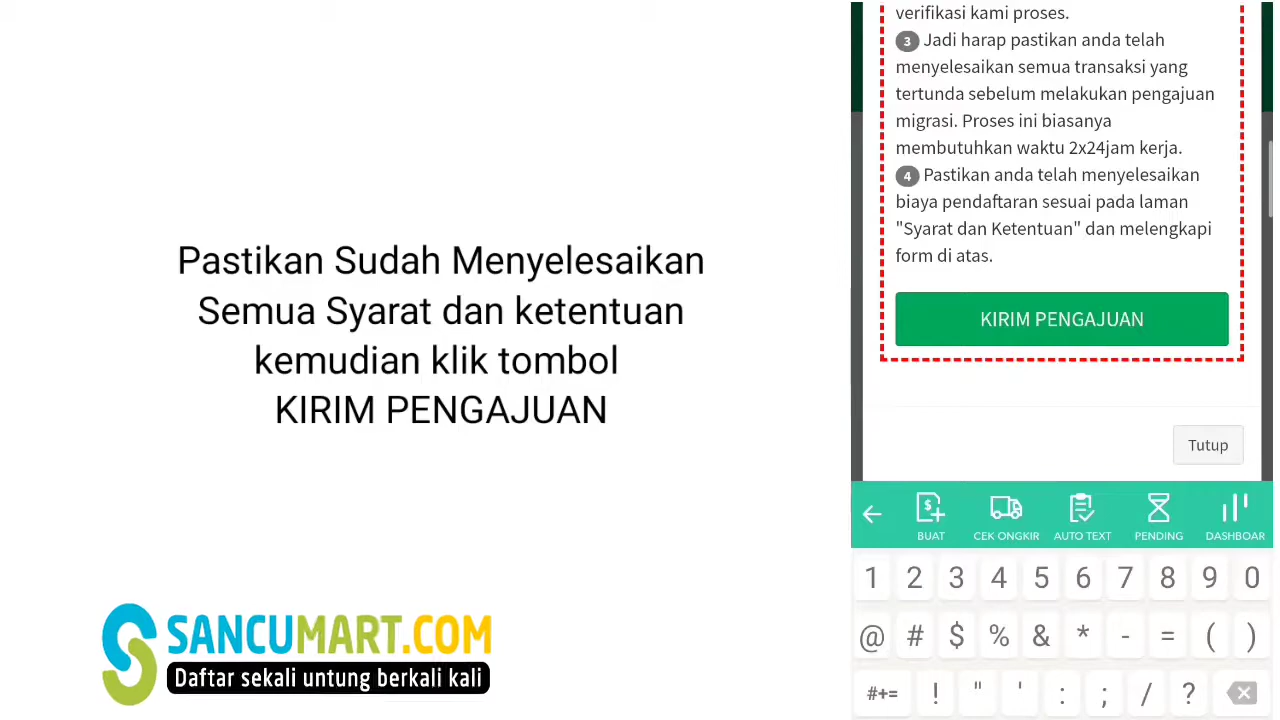 Pastikan Sudah Menyelesaikan
Semua Syarat dan ketentuan
kemudian klik tombol
KIRIM PENGAJUAN
SANCUMART.COM
Daftar sekali untung berkali kali
verifikasi kami proses.
3 Jadi harap pastikan anda telah
menyelesaikan semua transaksi yang
tertunda sebelum melakukan pengajuan
migrasi. Proses ini biasanya
membutuhkan waktu 2x24jam kerja.
4 Pastikan anda telah menyelesaikan
biaya pendaftaran sesuai pada laman
"Syarat dan Ketentuan" dan melengkapi
form di atas.
KIRIM PENGAJUAN
Tutup
BUAT CEK ONGKIR AUTO TEXT PENDING DASHBOAR
1 2 3 4 5 6 7 8 9 0
@ # $ % & * - = ( )
#+= ! " ' : ; / ?